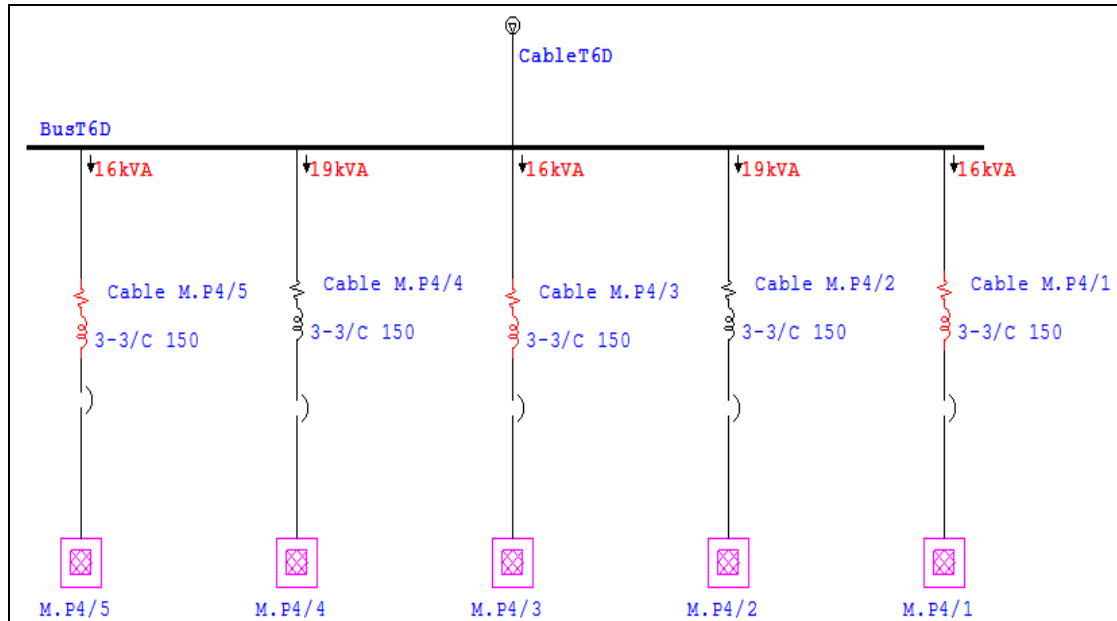 CableT6D
BusT6D
16kVA 19kVA 16kVA 19kVA 16kVA
Cable M.P4/5 Cable M.P4/4 Cable M.P4/3 Cable M.P4/2 Cable M.P4/1
3-3/C 150 3-3/C 150 3-3/C 150 3-3/C 150 3-3/C 150
M.P4/5 M.P4/4 M.P4/3 M.P4/2 M.P4/1